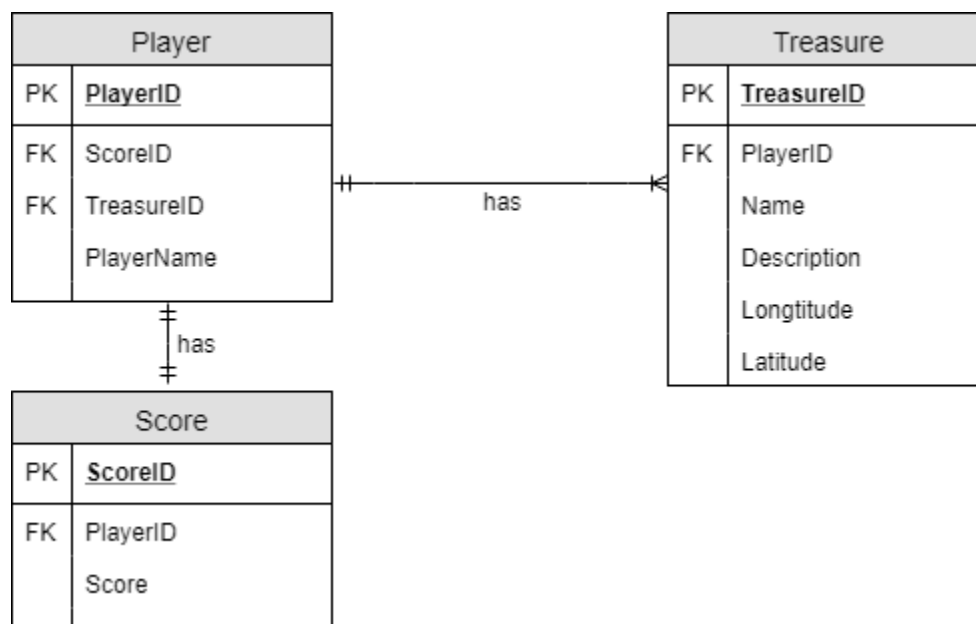 Player
PK PlayerID
FK ScoreID
FK TreasureID
PlayerName
has
Treasure
PK TreasureID
FK PlayerID
Name
Description
Longtitude
Latitude
has
Score
PK ScoreID
FK PlayerID
Score